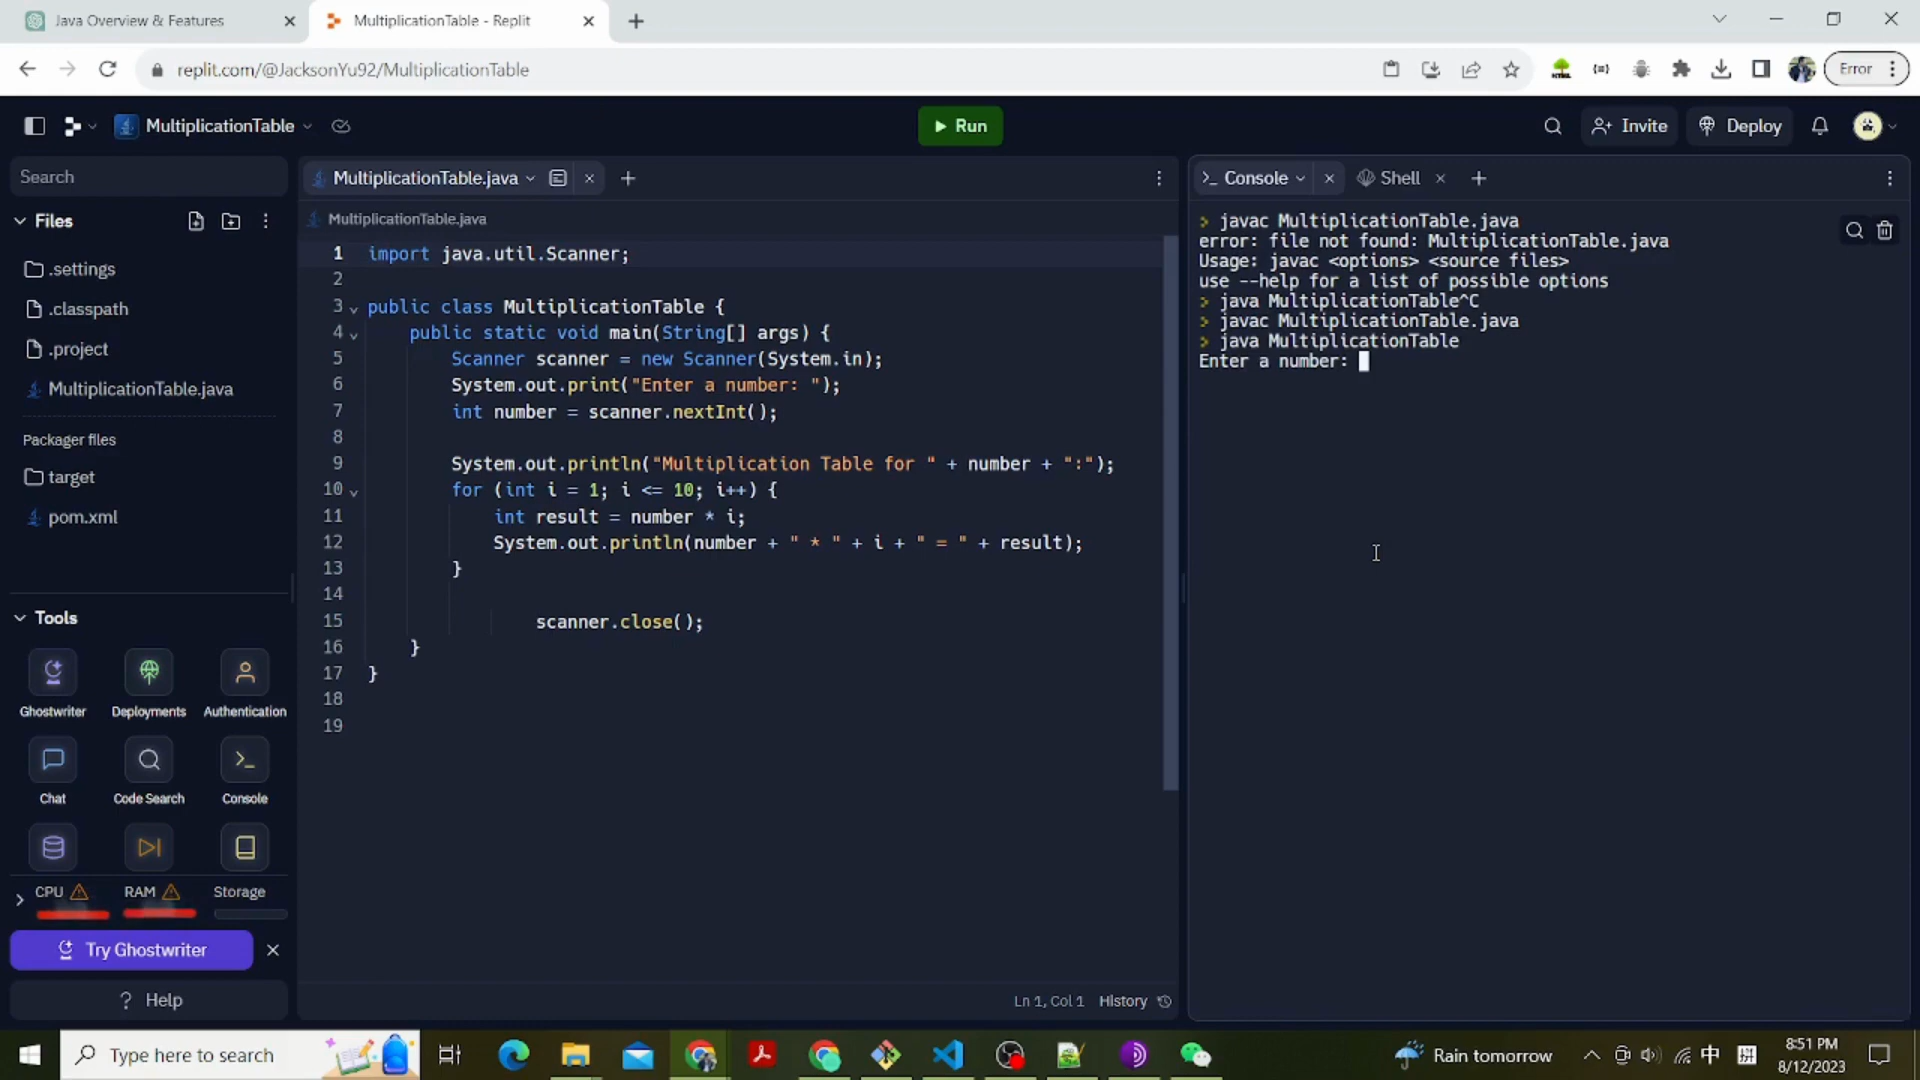 Java Overview & Features
MultiplicationTable - Replit
replit.com/@JacksonYu92/MultiplicationTable
Error
MultiplicationTable
Run
Invite
Deploy
Search
Files
.settings
.classpath
.project
MultiplicationTable.java
Packager files
target
pom.xml
Tools
Ghostwriter
Deployments
Authentication
Chat
Code Search
Console
CPU
RAM
Storage
Try Ghostwriter
? Help
MultiplicationTable.java
MultiplicationTable.java
1 import java.util.Scanner;
2
3 public class MultiplicationTable {
4 public static void main(String[] args) {
5 Scanner scanner = new Scanner(System.in);
6 System.out.print("Enter a number: ");
7 int number = scanner.nextInt();
8
9 System.out.println("Multiplication Table for " + number + ":");
10 for (int i = 1; i <= 10; i++) {
11 int result = number * i;
12 System.out.println(number + " * " + i + " = " + result);
13 }
14
15 scanner.close();
16 }
17 }
18
19
Ln 1, Col 1 History
Console
Shell
> javac MultiplicationTable.java
error: file not found: MultiplicationTable.java
Usage: javac <options> <source files>
use --help for a list of possible options
> java MultiplicationTable^C
> javac MultiplicationTable.java
> java MultiplicationTable
Enter a number:
Type here to search
Rain tomorrow
中
拼
8:51 PM
8/12/2023